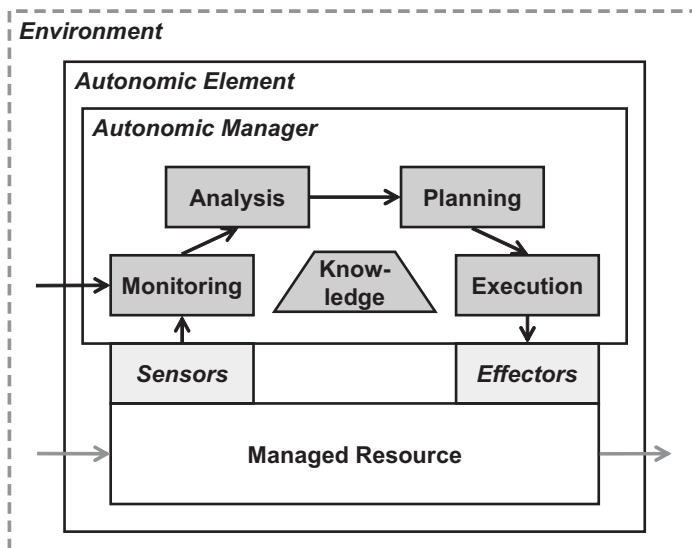 Environment
Autonomic Element
Autonomic Manager
Analysis
Planning
Monitoring
Know-
ledge
Execution
Sensors
Effectors
Managed Resource